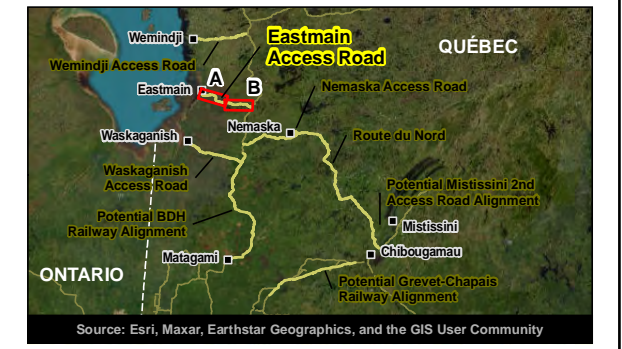 Wemindji
Eastmain
Access Road
QUÉBEC
Wemindji Access Road
A
B
Eastmain
Nemaska Access Road
Waskaganish
Nemaska
Route du Nord
Waskaganish
Access Road
Potential Mistissini 2nd
Access Road Alignment
Potential BDH
Railway Alignment
Mistissini
Matagami
Chibougamau
ONTARIO
Potential Grevet-Chapais
Railway Alignment
Source: Esri, Maxar, Earthstar Geographics, and the GIS User Community